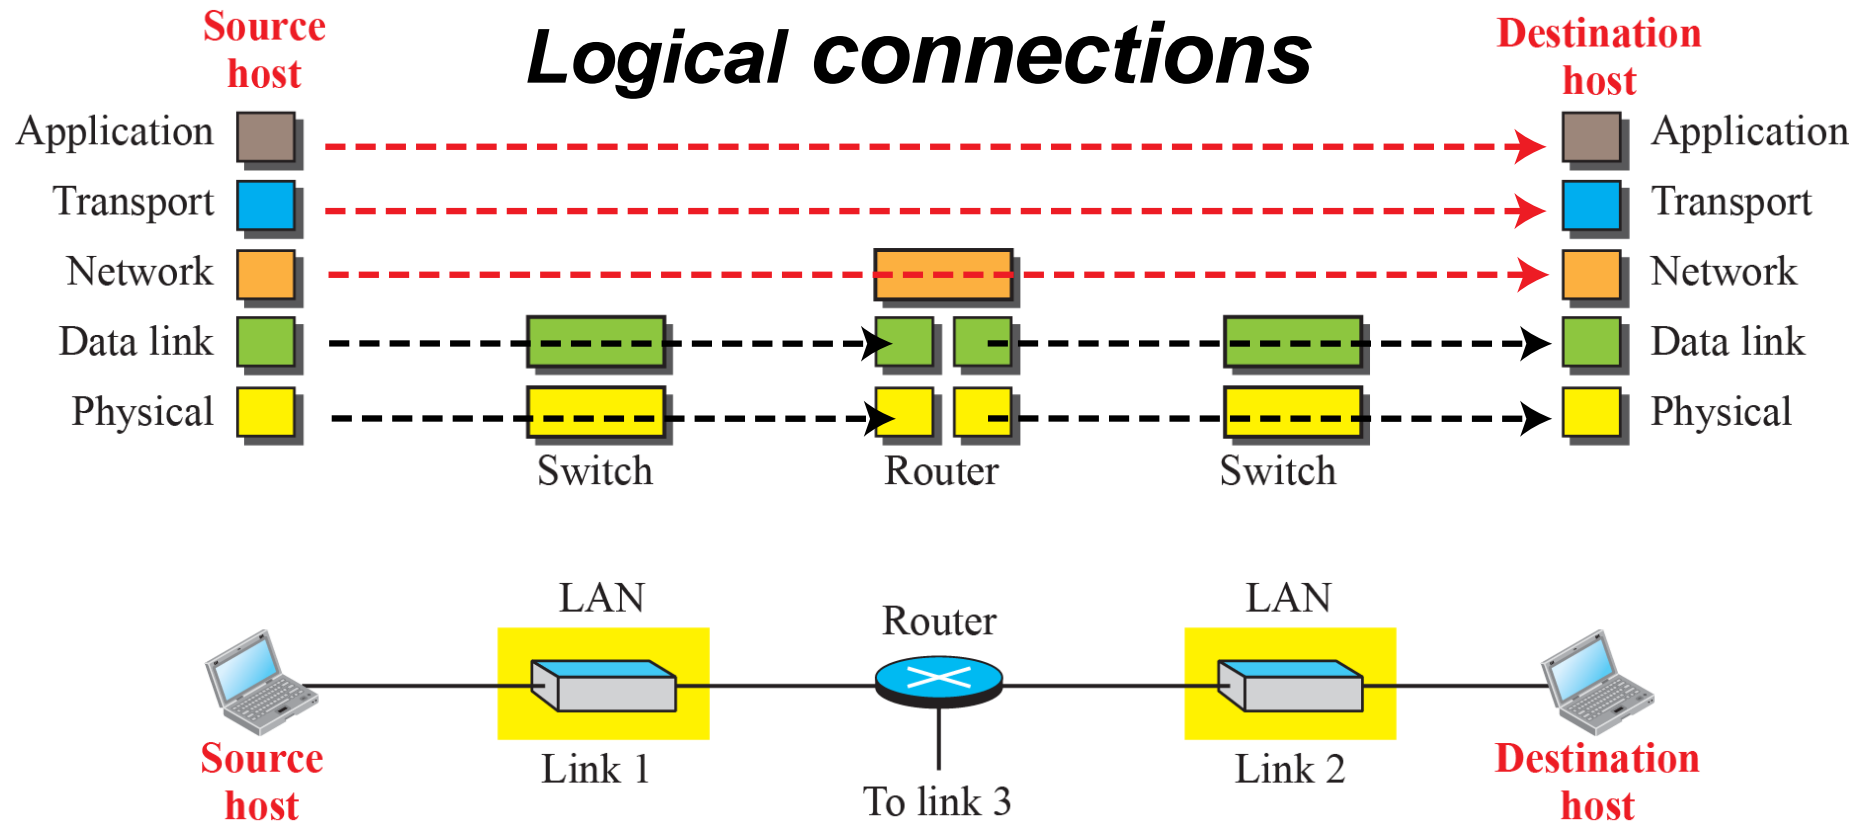 Logical connections
Source
host
Destination
host
Application
Application
Transport
Transport
Network
Network
Data link
Data link
Physical
Physical
Switch
Router
Switch
LAN
Router
LAN
Link 1
Link 2
To link 3
Source
host
Destination
host